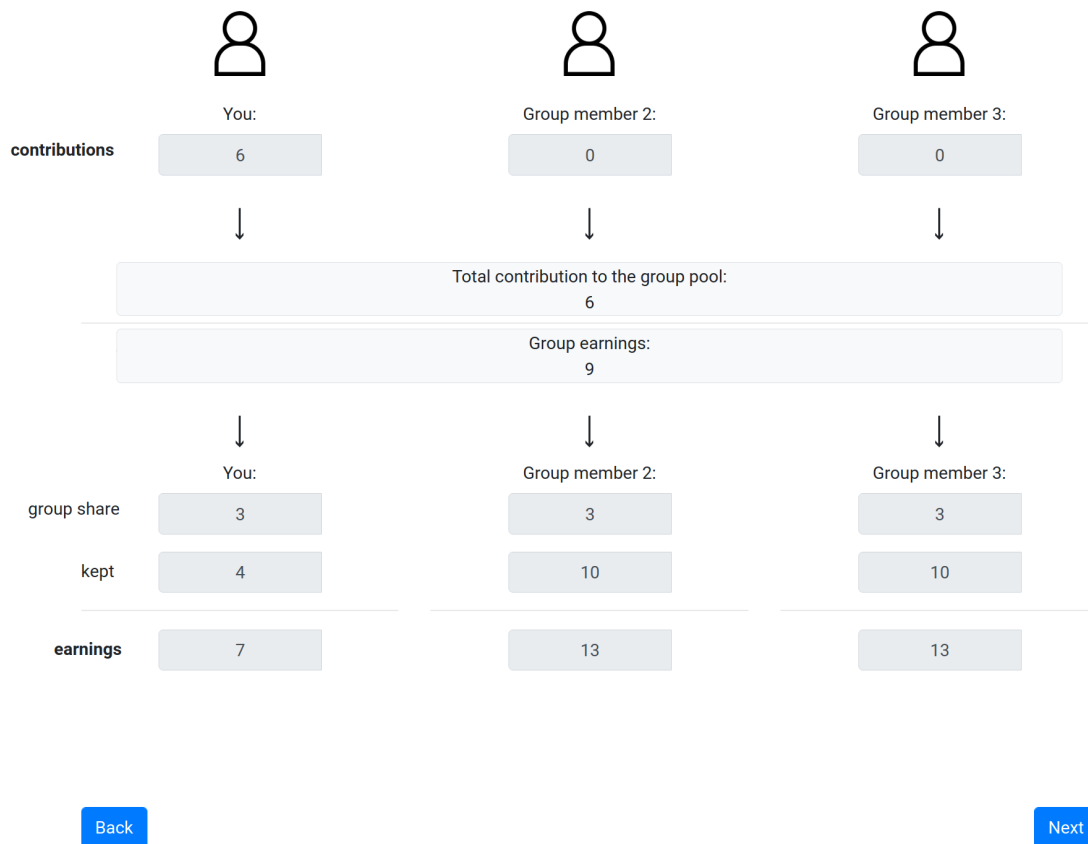 You: Group member 2: Group member 3:
contributions 6 0 0
Total contribution to the group pool:
6
Group earnings:
9
You: Group member 2: Group member 3:
group share 3 3 3
kept 4 10 10
earnings 7 13 13
Back Next